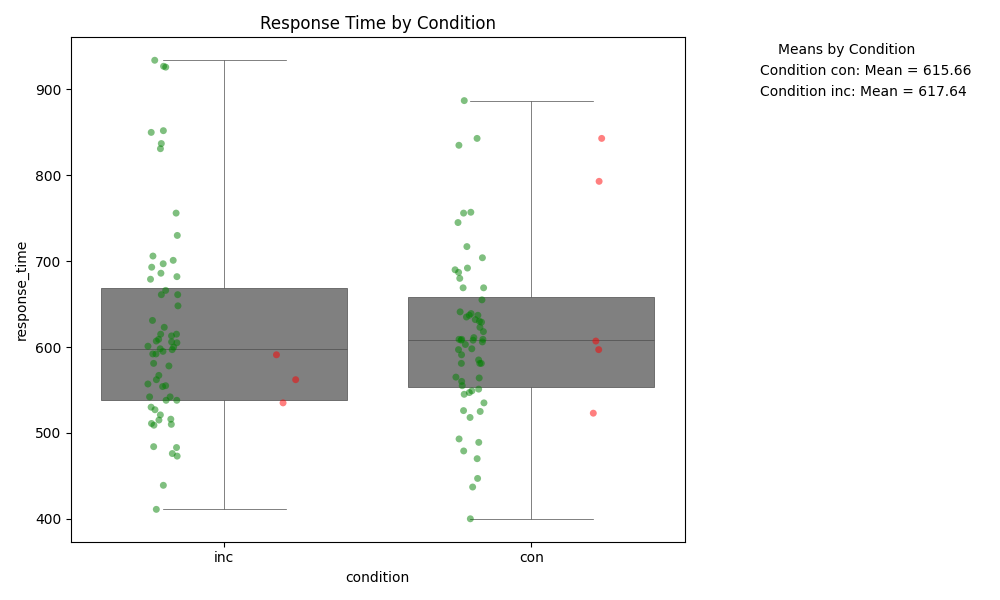 Response Time by Condition
Means by Condition
Condition con: Mean = 615.66
Condition inc: Mean = 617.64
response_time
900
800
700
600
500
400
inc
con
condition